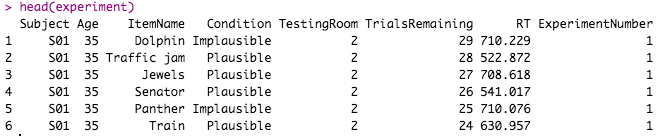 > head(experiment)
Subject Age ItemName Condition TestingRoom TrialsRemaining RT ExperimentNumber
1 S01 35 Dolphin Implausible 2 29 710.229 1
2 S01 35 Traffic jam Plausible 2 28 522.872 1
3 S01 35 Jewels Plausible 2 27 708.618 1
4 S01 35 Senator Plausible 2 26 541.017 1
5 S01 35 Panther Implausible 2 25 710.076 1
6 S01 35 Train Plausible 2 24 630.957 1